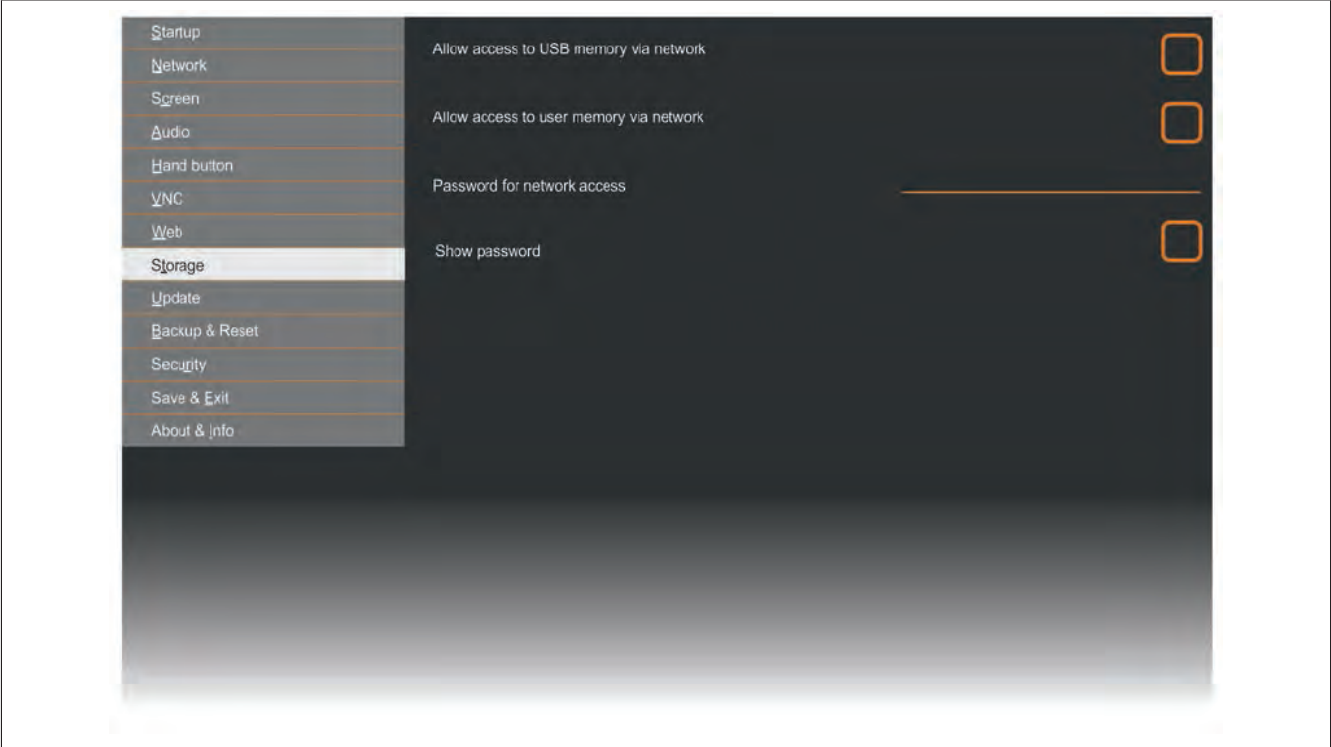 Startup
Network
Screen
Audio
Hand button
VNC
Web
Storage
Update
Backup & Reset
Security
Save & Exit
About & Info
Allow access to USB memory via network
Allow access to user memory via network
Password for network access
Show password